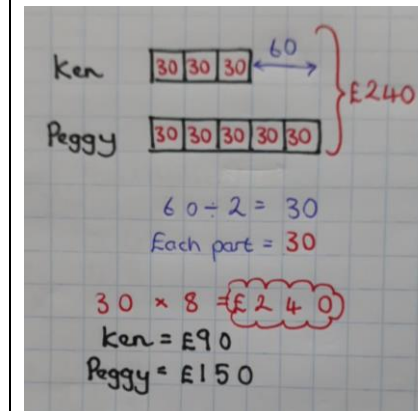 Ken 30 30 30 60
£240
Peggy 30 30 30 30 30
60 ÷ 2 = 30
Each part = 30
30 × 8 = £240
Ken = £90
Peggy = £150